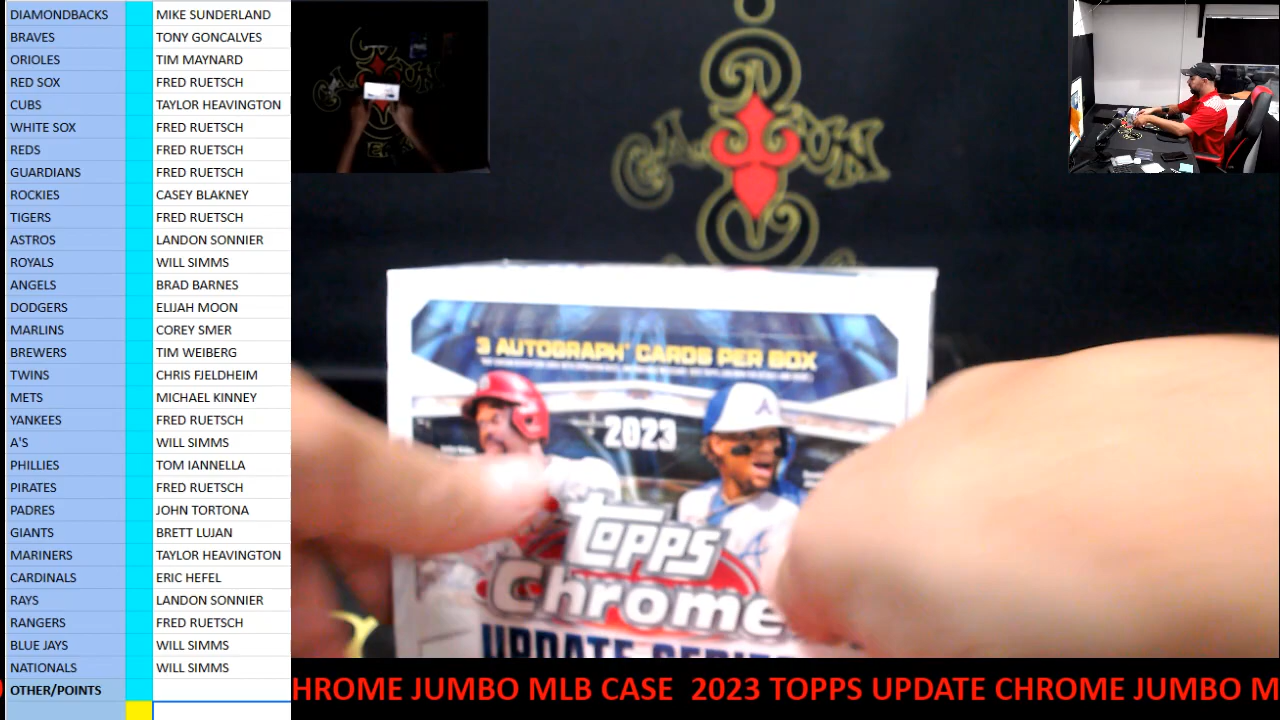 DIAMONDBACKS MIKE SUNDERLAND
BRAVES TONY GONCALVES
ORIOLES TIM MAYNARD
RED SOX FRED RUETSCH
CUBS TAYLOR HEAVINGTON
WHITE SOX FRED RUETSCH
REDS FRED RUETSCH
GUARDIANS FRED RUETSCH
ROCKIES CASEY BLAKNEY
TIGERS FRED RUETSCH
ASTROS LANDON SONNIER
ROYALS WILL SIMMS
ANGELS BRAD BARNES
DODGERS ELIJAH MOON
MARLINS COREY SMER
BREWERS TIM WEIBERG
TWINS CHRIS FJELDHEIM
METS MICHAEL KINNEY
YANKEES FRED RUETSCH
A'S WILL SIMMS
PHILLIES TOM IANNELLA
PIRATES FRED RUETSCH
PADRES JOHN TORTONA
GIANTS BRETT LUJAN
MARINERS TAYLOR HEAVINGTON
CARDINALS ERIC HEFEL
RAYS LANDON SONNIER
RANGERS FRED RUETSCH
BLUE JAYS WILL SIMMS
NATIONALS WILL SIMMS
OTHER/POINTS
3 AUTOGRAPH* CARDS PER BOX
2023
Topps
Chrome
UPDATE SERIES
HROME JUMBO MLB CASE 2023 TOPPS UPDATE CHROME JUMBO M